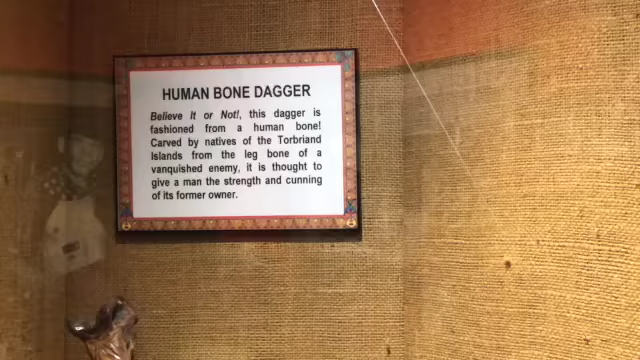 HUMAN BONE DAGGER
Believe It or Not!, this dagger is
fashioned from a human bone!
Carved by natives of the Torbriand
Islands from the leg bone of a
vanquished enemy, it is thought to
give a man the strength and cunning
of its former owner.